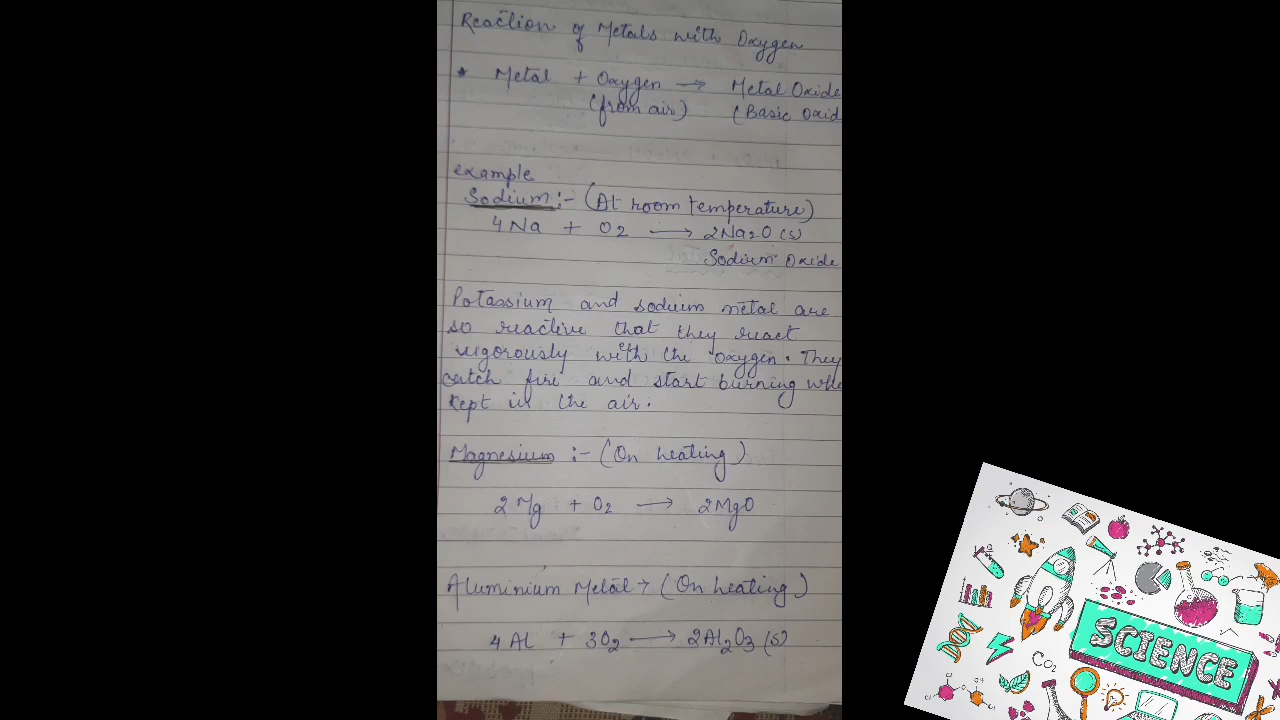 Reaction of Metals with Oxygen
* Metal + Oxygen → Metal Oxide
(from air) (Basic Oxid
example
Sodium :- (At room temperature)
4Na + O2 → 2Na2O (s)
Sodium Oxide
Potassium and sodium metal are
so reactive that they react
vigorously with the oxygen. They
catch fire and start burning whe
kept in the air.
Magnesium :- (On heating)
2Mg + O2 → 2MgO
Aluminium Metal → (On heating)
4Al + 3O2 → 2Al2O3 (s)
SCIENCE
CO2